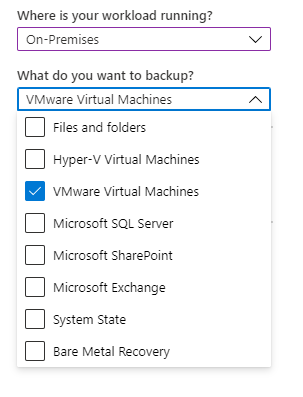 Where is your workload running?
On-Premises
What do you want to backup?
VMware Virtual Machines
Files and folders
Hyper-V Virtual Machines
VMware Virtual Machines
Microsoft SQL Server
Microsoft SharePoint
Microsoft Exchange
System State
Bare Metal Recovery